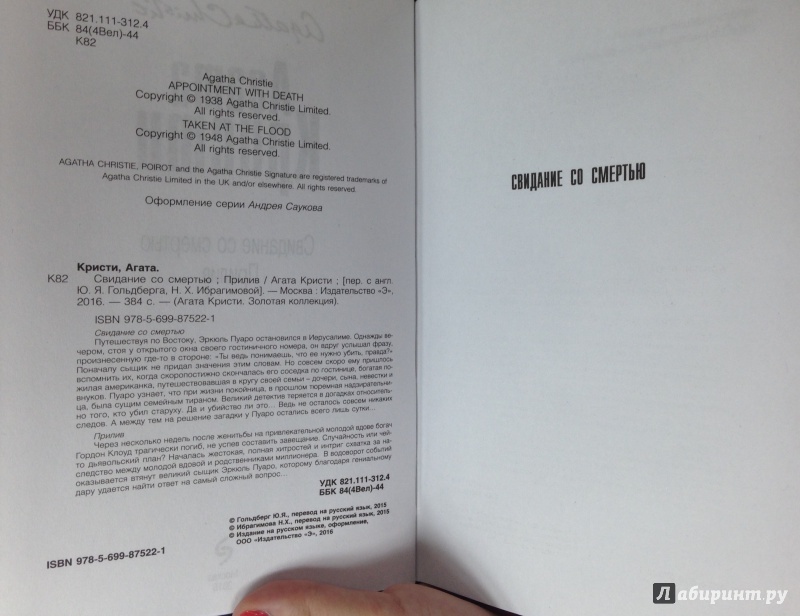 Agatha Christie
УДК 821.111-312.4
ББК 84(4Вел)-44
К82
Agatha Christie
APPOINTMENT WITH DEATH
Copyright © 1938 Agatha Christie Limited.
All rights reserved.
TAKEN AT THE FLOOD
Copyright © 1948 Agatha Christie Limited.
All rights reserved.
AGATHA CHRISTIE, POIROT and the Agatha Christie Signature are registered trademarks of
Agatha Christie Limited in the UK and/or elsewhere. All rights reserved.
Оформление серии Андрея Саукова
Кристи, Агата.
К82 Свидание со смертью ; Прилив / Агата Кристи ; [пер. с англ.
Ю. Я. Гольдберга, Н. Х. Ибрагимовой]. — Москва : Издательство «Э»,
2016. — 384 с. — (Агата Кристи. Золотая коллекция).
ISBN 978-5-699-87522-1
Свидание со смертью
Путешествуя по Востоку, Эркюль Пуаро остановился в Иерусалиме. Однажды ве-
чером, стоя у открытого окна своего гостиничного номера, он вдруг услышал фразу,
произнесенную где-то в стороне: «Ты ведь понимаешь, что ее нужно убить, правда?»
Поначалу сыщик не придал значения этим словам. Но совсем скоро ему пришлось
вспомнить их, когда скоропостижно скончалась его соседка по гостинице, богатая по-
жилая американка, путешествовавшая в кругу своей семьи – дочери, сына, невестки и
внуков. Пуаро узнает, что при жизни покойница, в прошлом тюремная надзирательни-
ца, была сущим семейным тираном. Великий детектив теряется в догадках относитель-
но того, кто убил старуху. Да и убийство ли это... Ведь не осталось совсем никаких
следов. А между тем на решение загадки у Пуаро остались всего лишь сутки...
Прилив
Через несколько недель после женитьбы на привлекательной молодой вдове богач
Гордон Клоуд трагически погиб, не успев составить завещание. Случайность или чей-
то дьявольский план? Началась жестокая, полная хитростей и интриг схватка за на-
следство между молодой вдовой и родственниками миллионера. В водоворот событий
оказывается втянут великий сыщик Эркюль Пуаро, которому благодаря гениальному
дару удается найти ответ на самый сложный вопрос...
УДК 821.111-312.4
ББК 84(4Вел)-44
© Гольдберг Ю.Я., перевод на русский язык, 2015
© Ибрагимова Н.Х., перевод на русский язык, 2015
© Издание на русском языке, оформление,
ООО «Издательство «Э», 2016
ISBN 978-5-699-87522-1
СВИДАНИЕ СО СМЕРТЬЮ
Лабиринт.ру